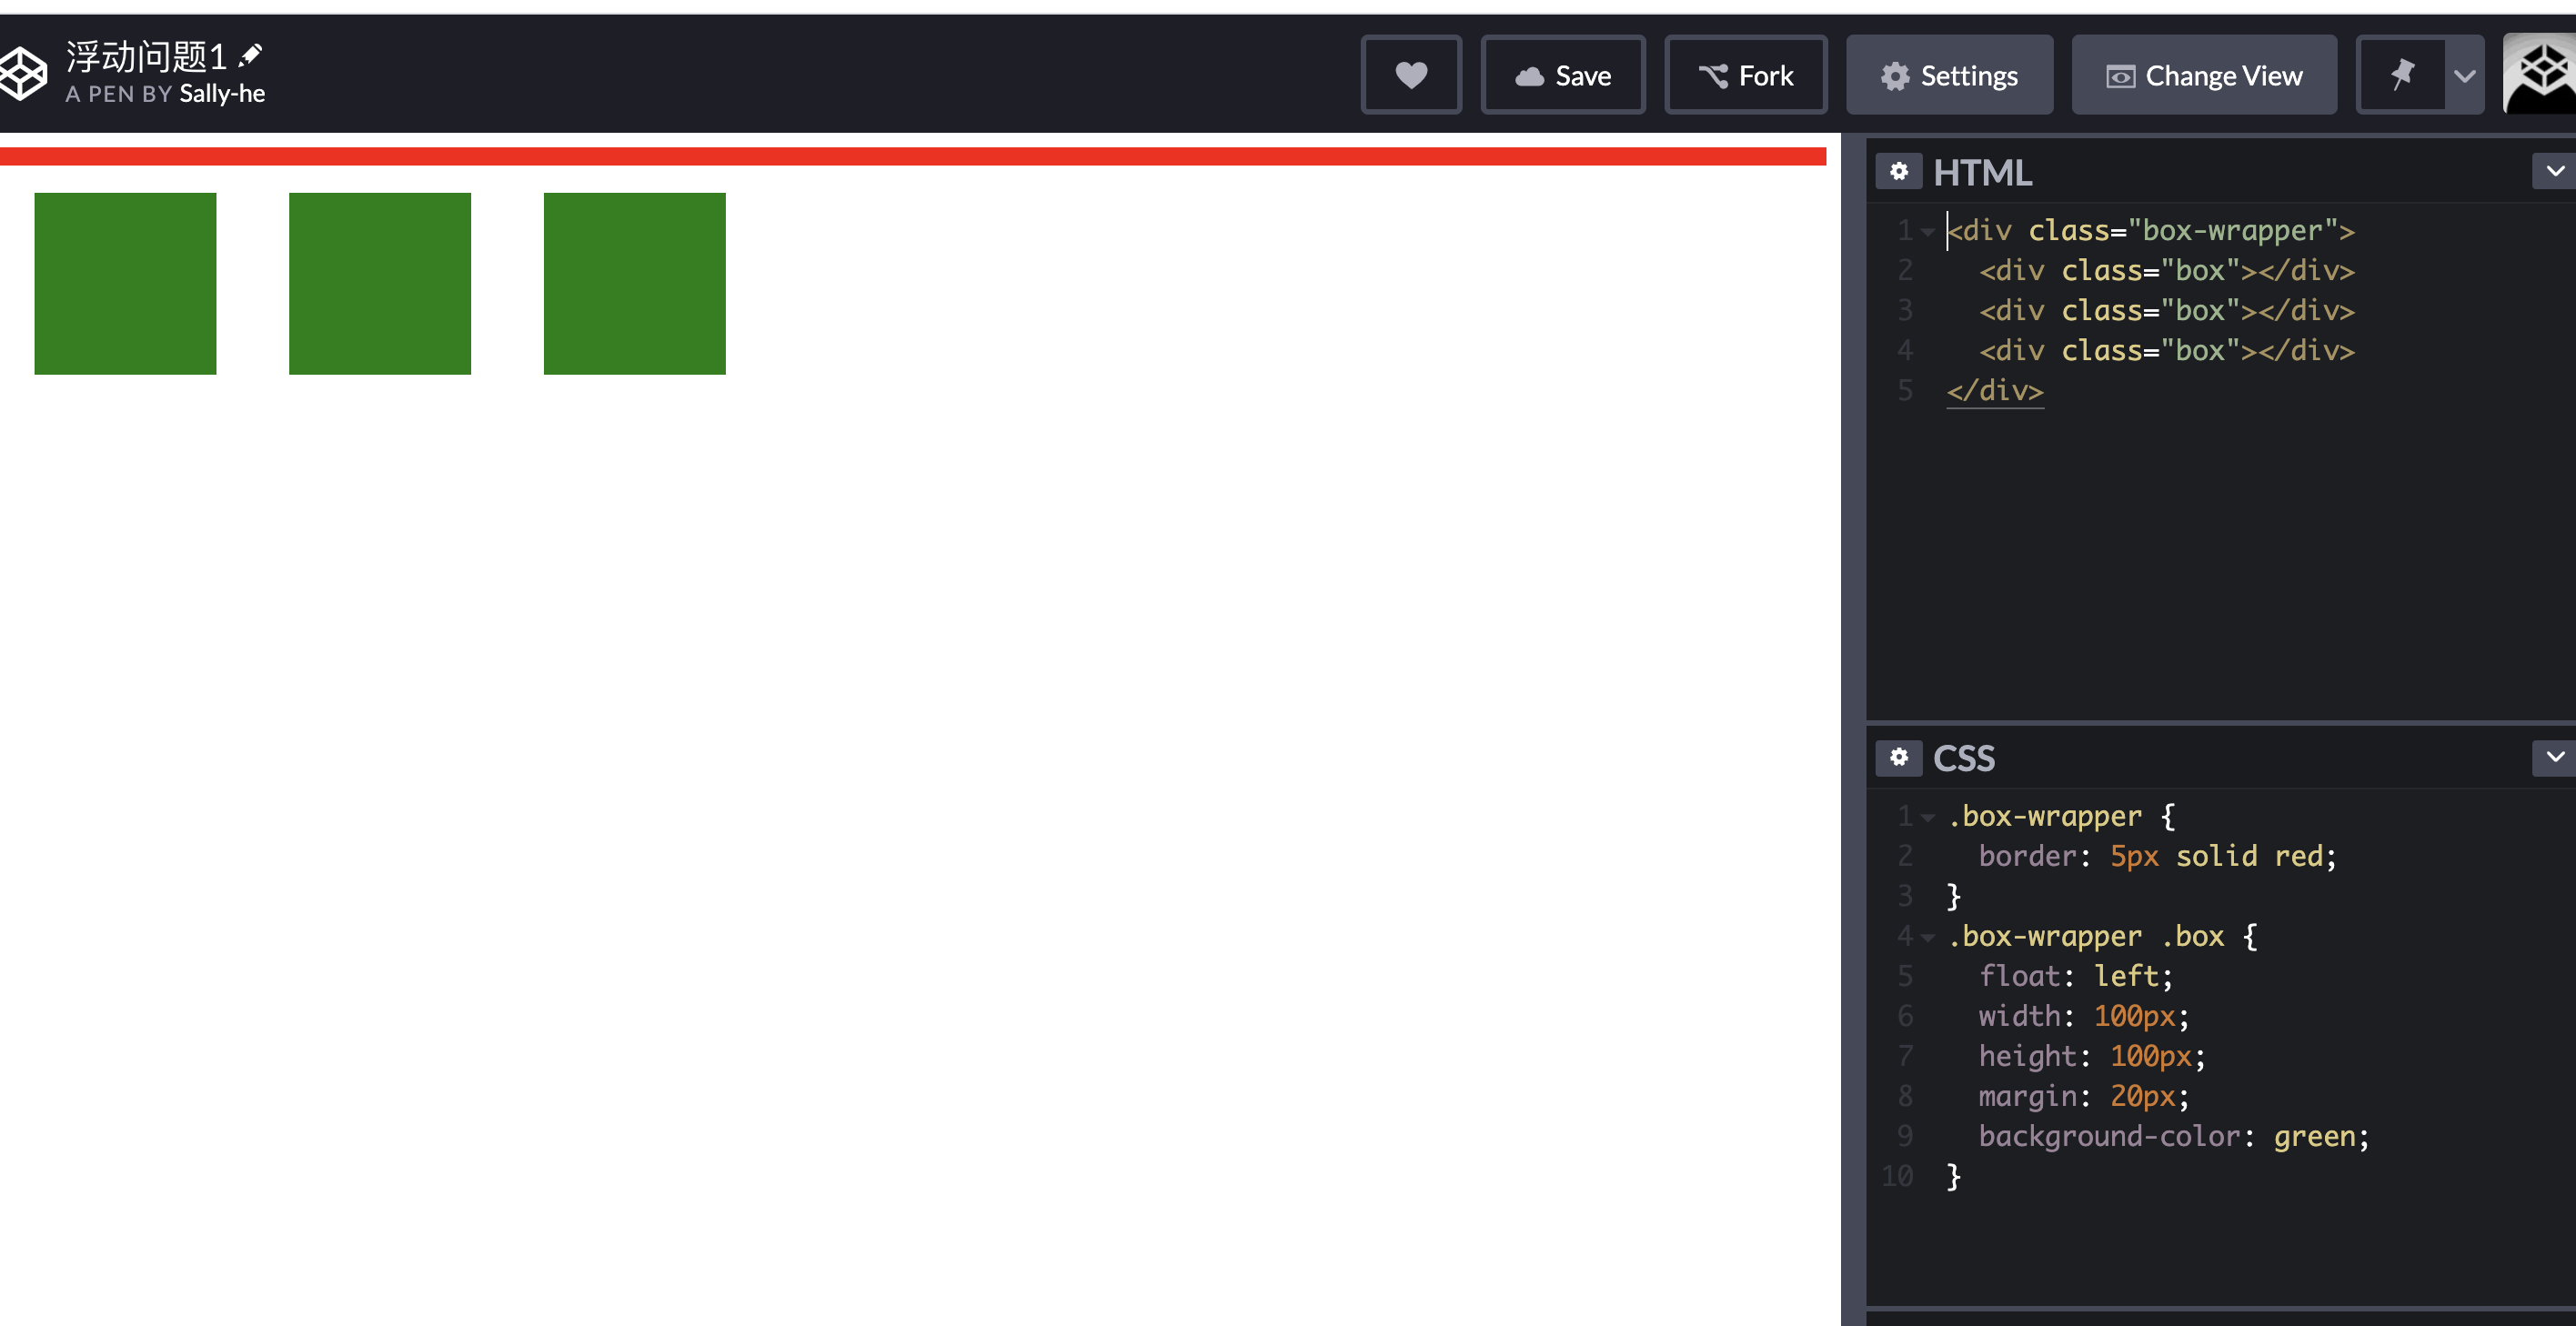 浮动问题1
A PEN BY Sally-he
Save
Fork
Settings
Change View
HTML
1 <div class="box-wrapper">
2 <div class="box"></div>
3 <div class="box"></div>
4 <div class="box"></div>
5 </div>
CSS
1 .box-wrapper {
2 border: 5px solid red;
3 }
4 .box-wrapper .box {
5 float: left;
6 width: 100px;
7 height: 100px;
8 margin: 20px;
9 background-color: green;
10 }